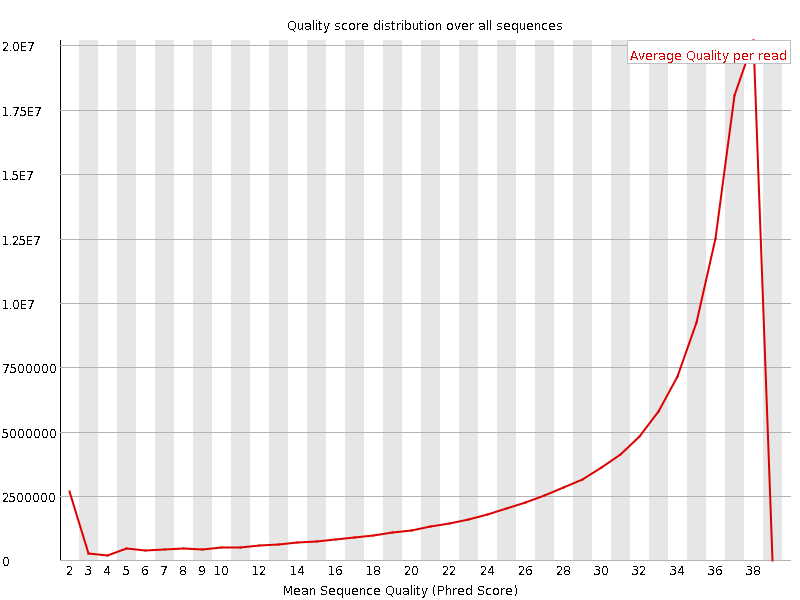 Quality score distribution over all sequences
Average Quality per read
2.0E7
1.75E7
1.5E7
1.25E7
1.0E7
7500000
5000000
2500000
0
2 3 4 5 6 7 8 9 10 12 14 16 18 20 22 24 26 28 30 32 34 36 38
Mean Sequence Quality (Phred Score)